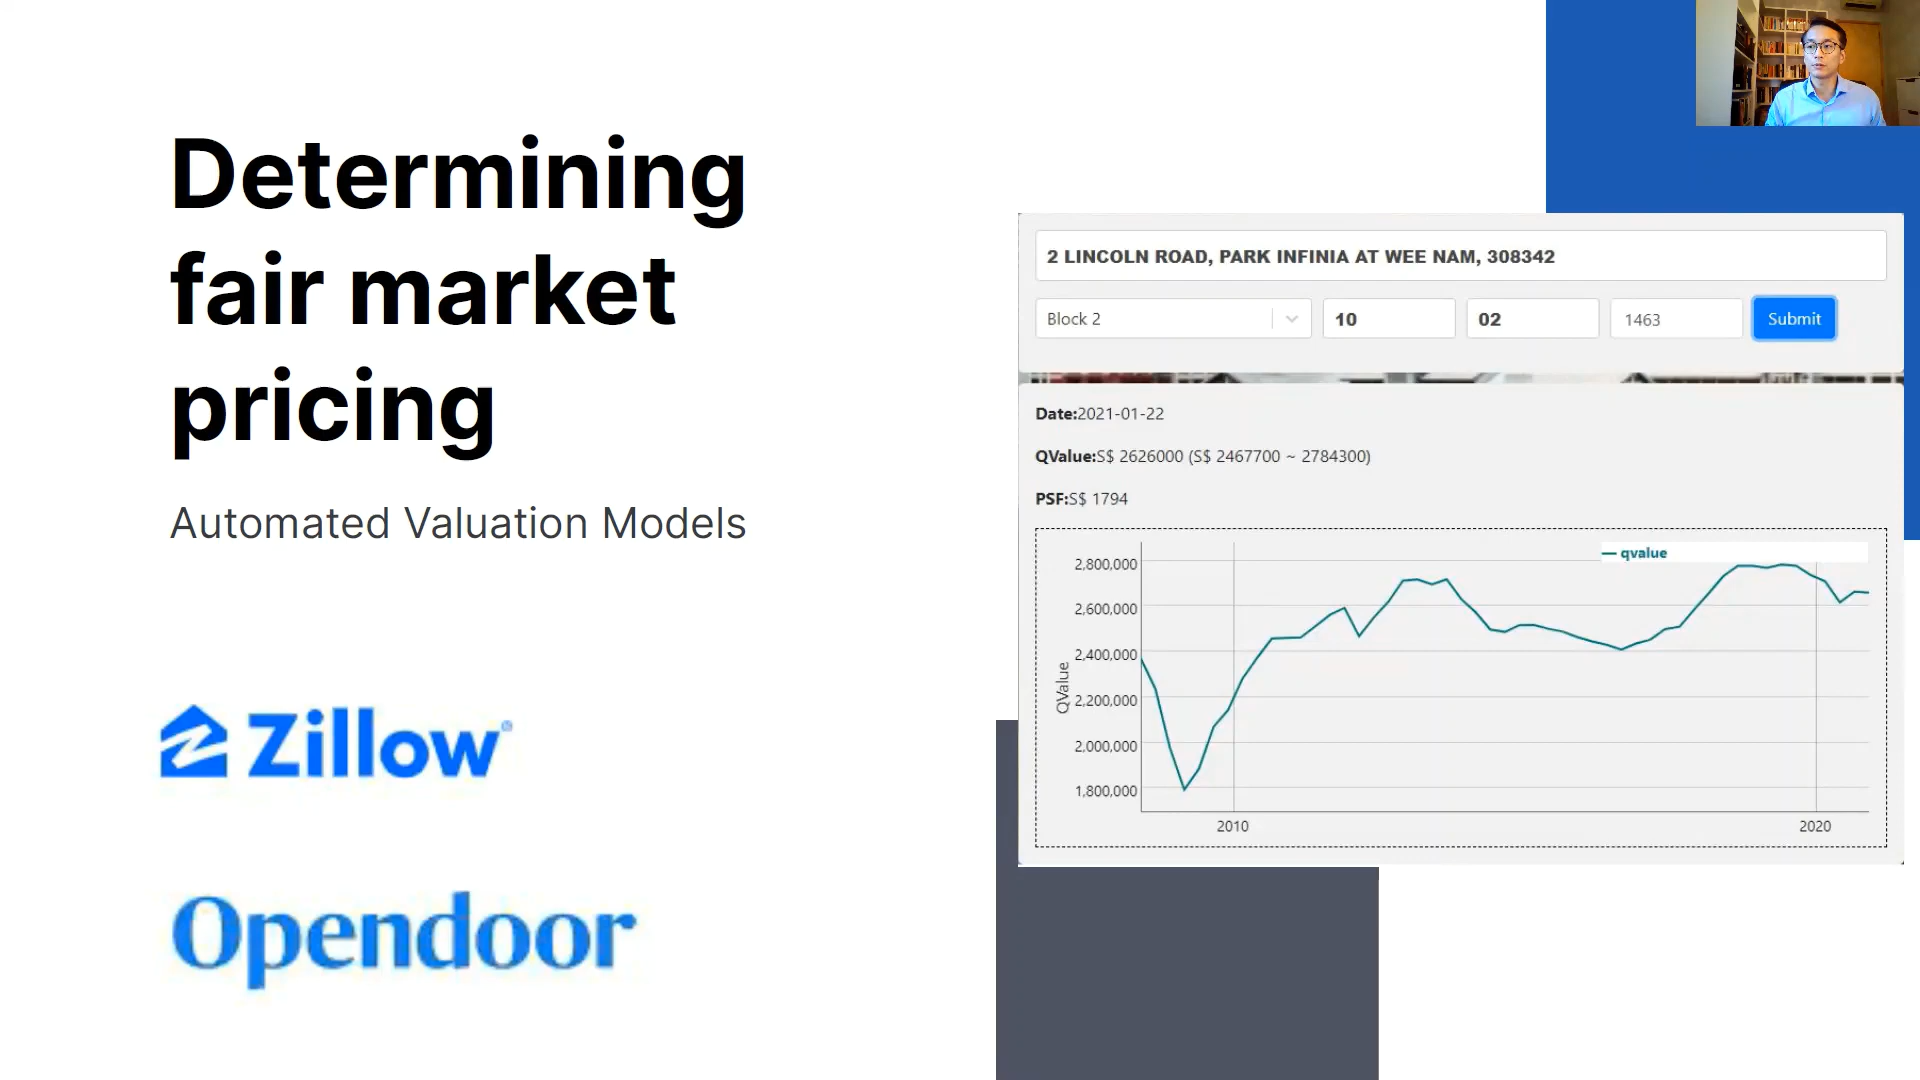 Determining
fair market
pricing
Automated Valuation Models
Zillow®
Opendoor
2 LINCOLN ROAD, PARK INFINIA AT WEE NAM, 308342
Block 2
10
02
1463
Submit
Date:2021-01-22
QValue:S$ 2626000 (S$ 2467700 ~ 2784300)
PSF:S$ 1794
qvalue
2,800,000
2,600,000
2,400,000
2,200,000
2,000,000
1,800,000
QValue
2010
2020